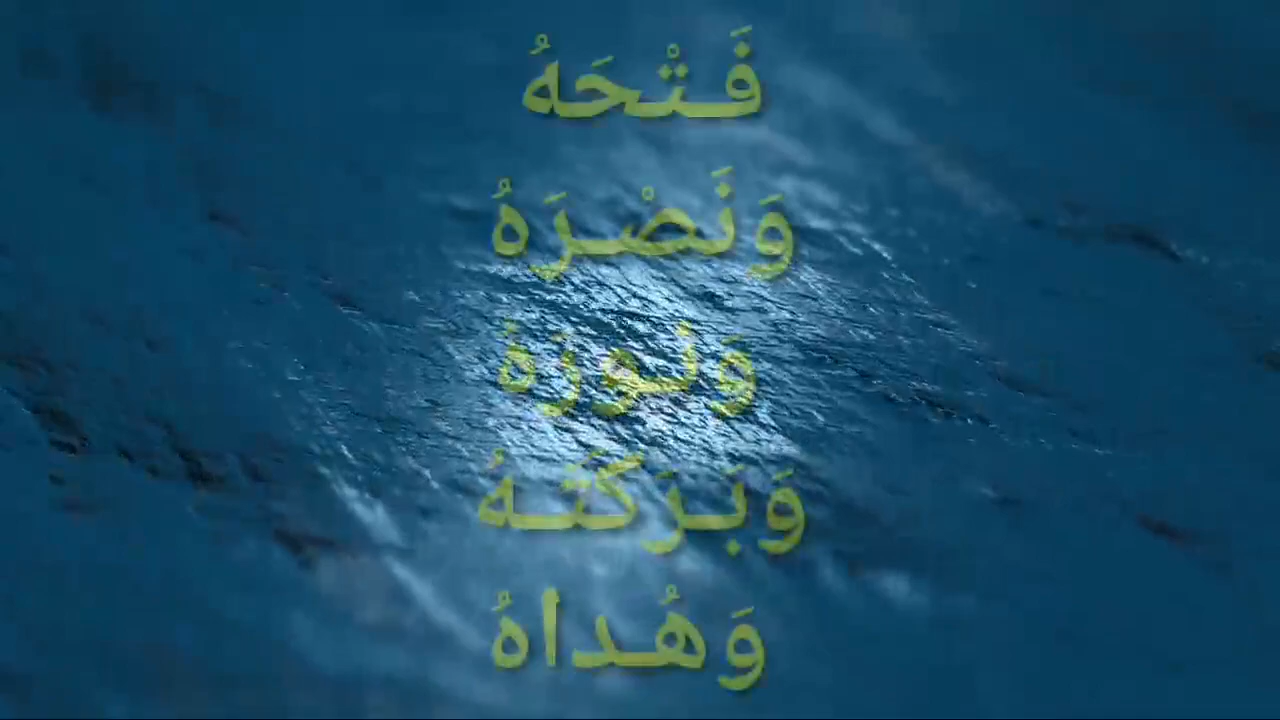 فَتْحَهُ
وَنَصْرَهُ
وَنُورَهُ
وَبَرَكَتَهُ
وَهُدَاهُ